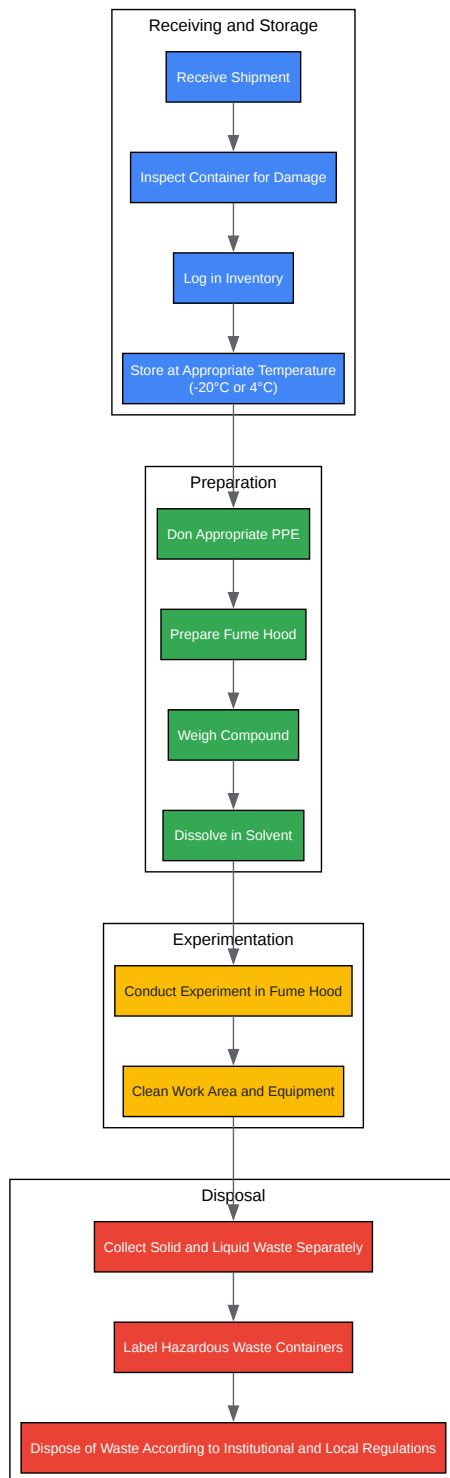 Receiving and Storage
Receive Shipment
Inspect Container for Damage
Log in Inventory
Store at Appropriate Temperature
(-20°C or 4°C)
Preparation
Don Appropriate PPE
Prepare Fume Hood
Weigh Compound
Dissolve in Solvent
Experimentation
Conduct Experiment in Fume Hood
Clean Work Area and Equipment
Disposal
Collect Solid and Liquid Waste Separately
Label Hazardous Waste Containers
Dispose of Waste According to Institutional and Local Regulations